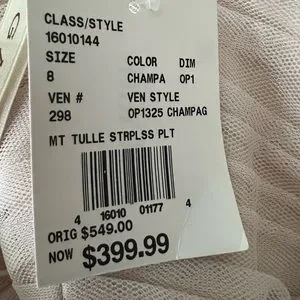 CLASS/STYLE
16010144
SIZE COLOR DIM
8 CHAMPA OP1
VEN # VEN STYLE
298 OP1325 CHAMPAG
MT TULLE STRPLSS PLT
4 16010 01177 4
ORIG $549.00
NOW $399.99